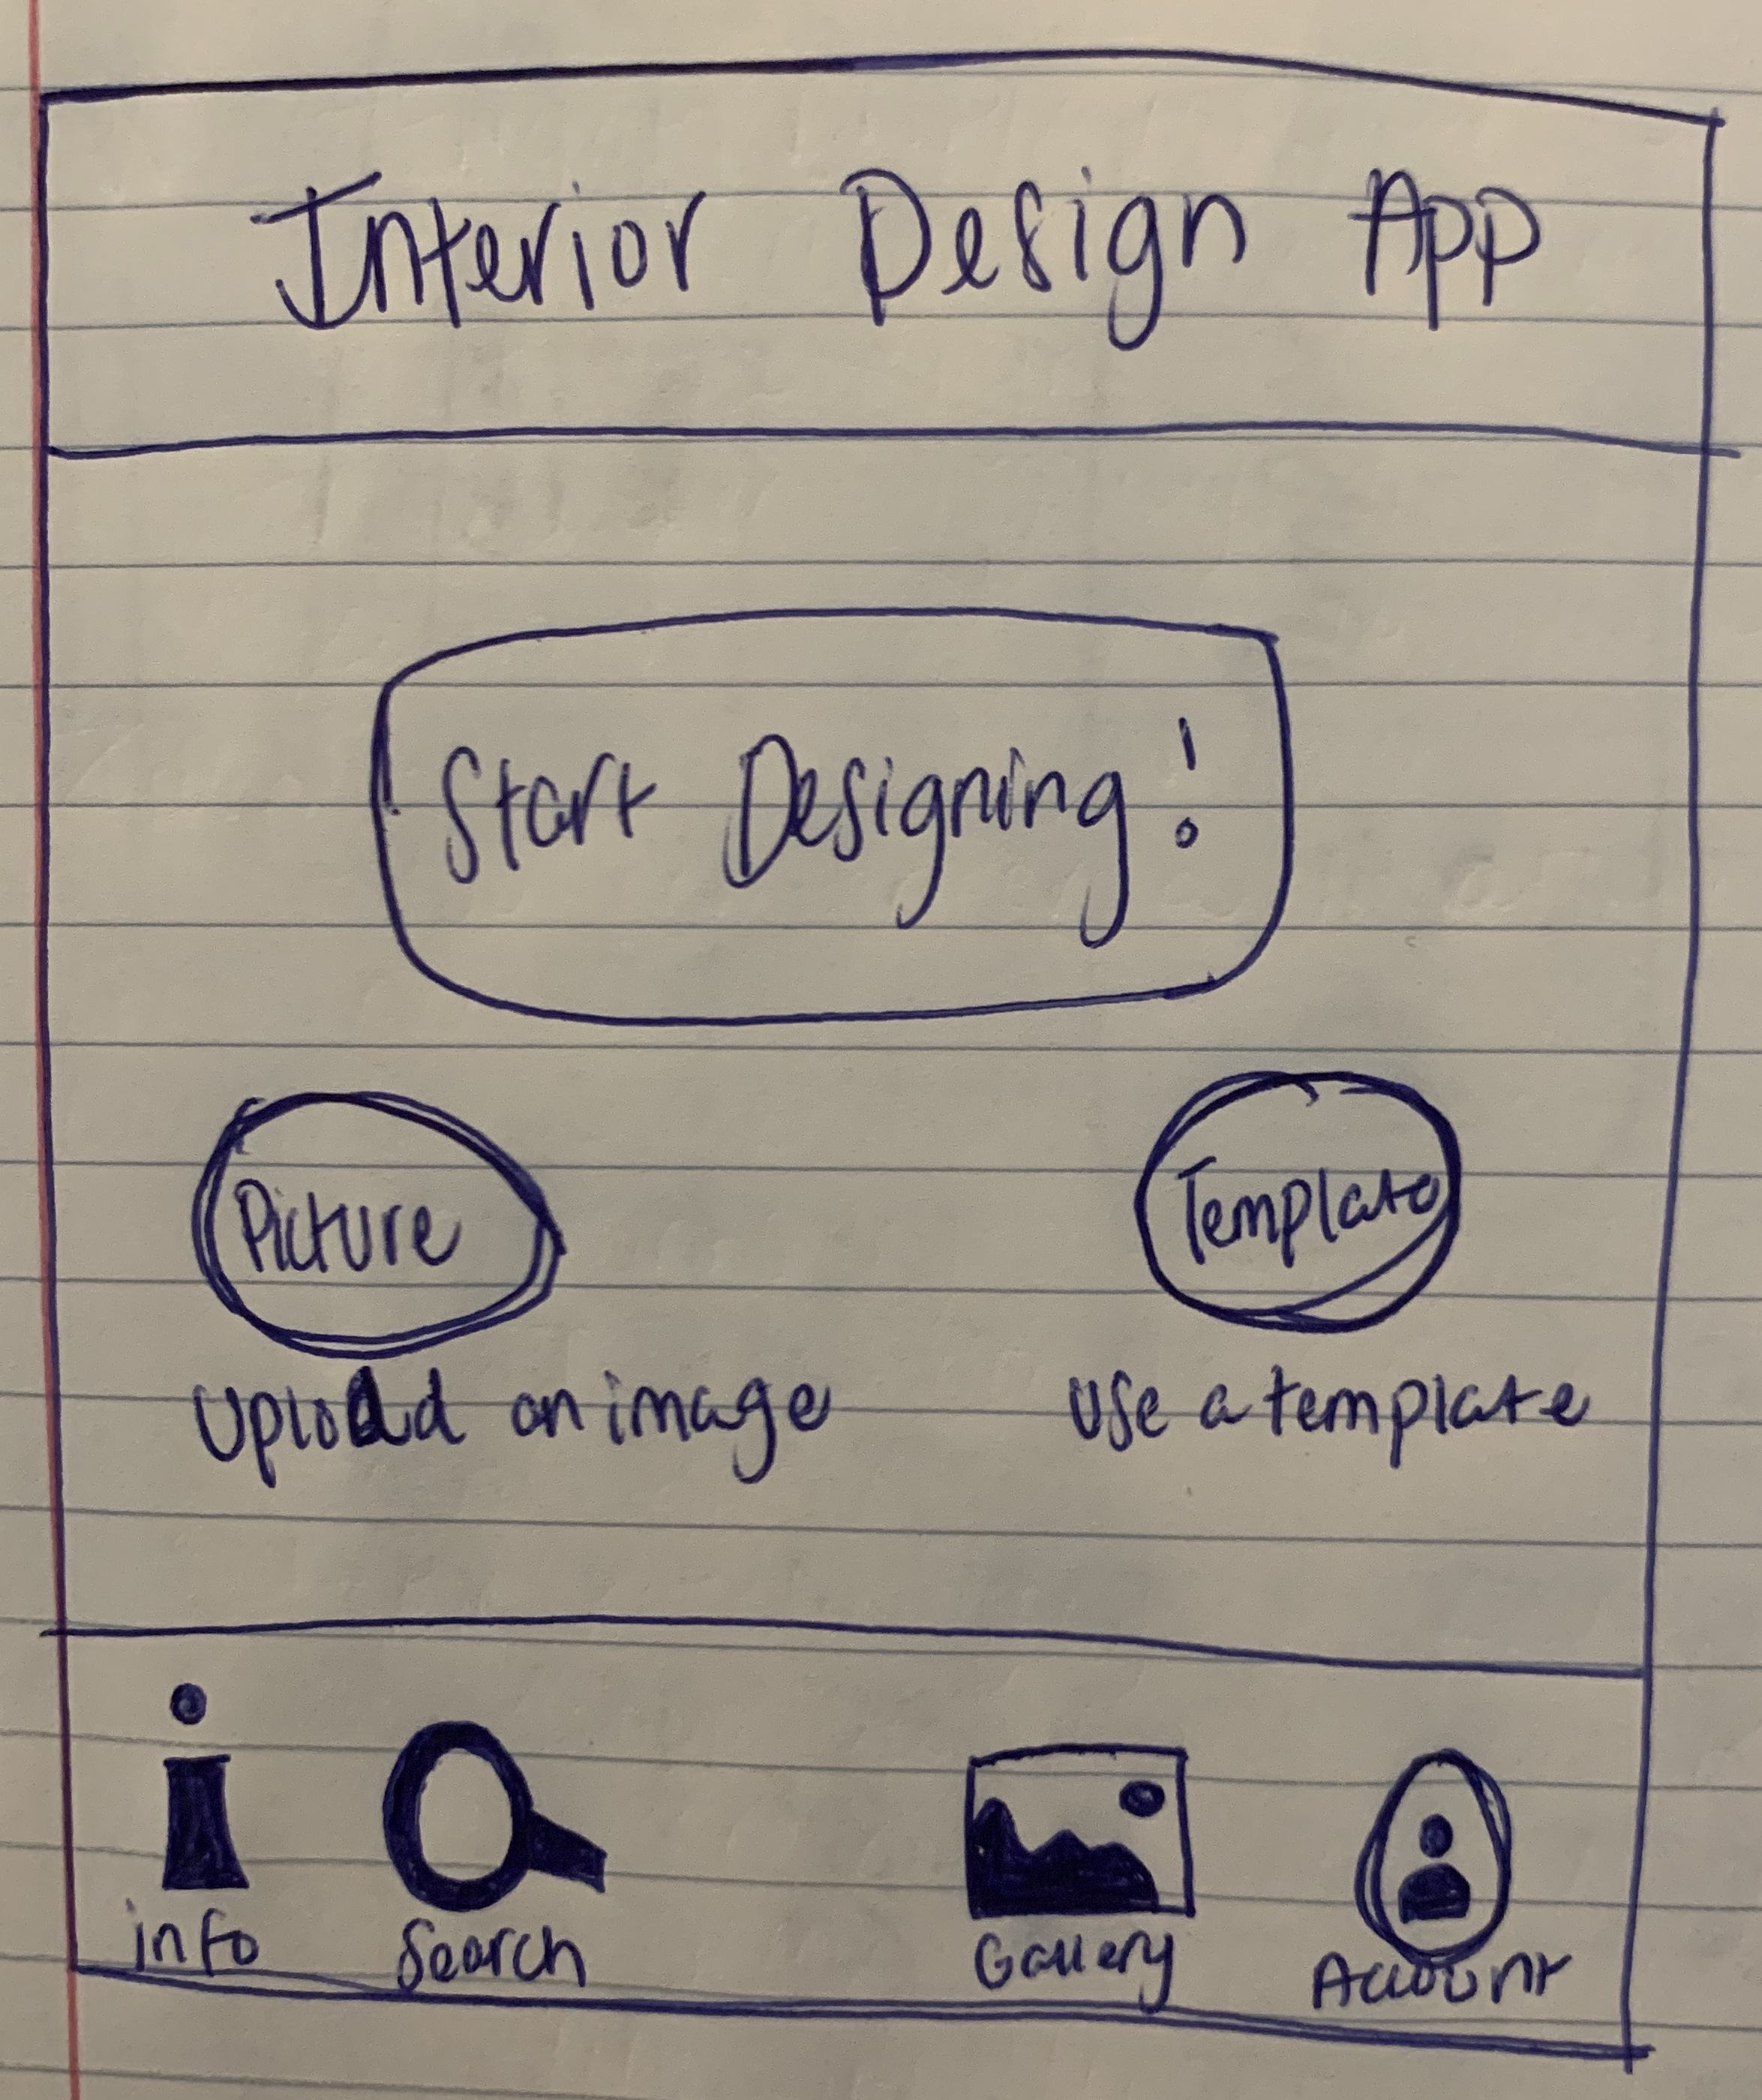 Interior Design App
Start Designing!
Picture
Template
Upload an image
Use a template
info
Search
Gallery
Account